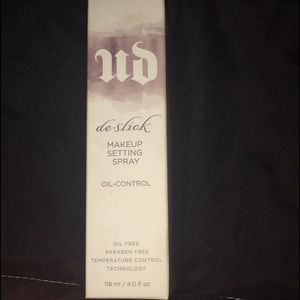 UD
de-slick
MAKEUP
SETTING
SPRAY
OIL-CONTROL
OIL FREE
PARABEN FREE
TEMPERATURE CONTROL
TECHNOLOGY
118 ml / 4.0 fl oz